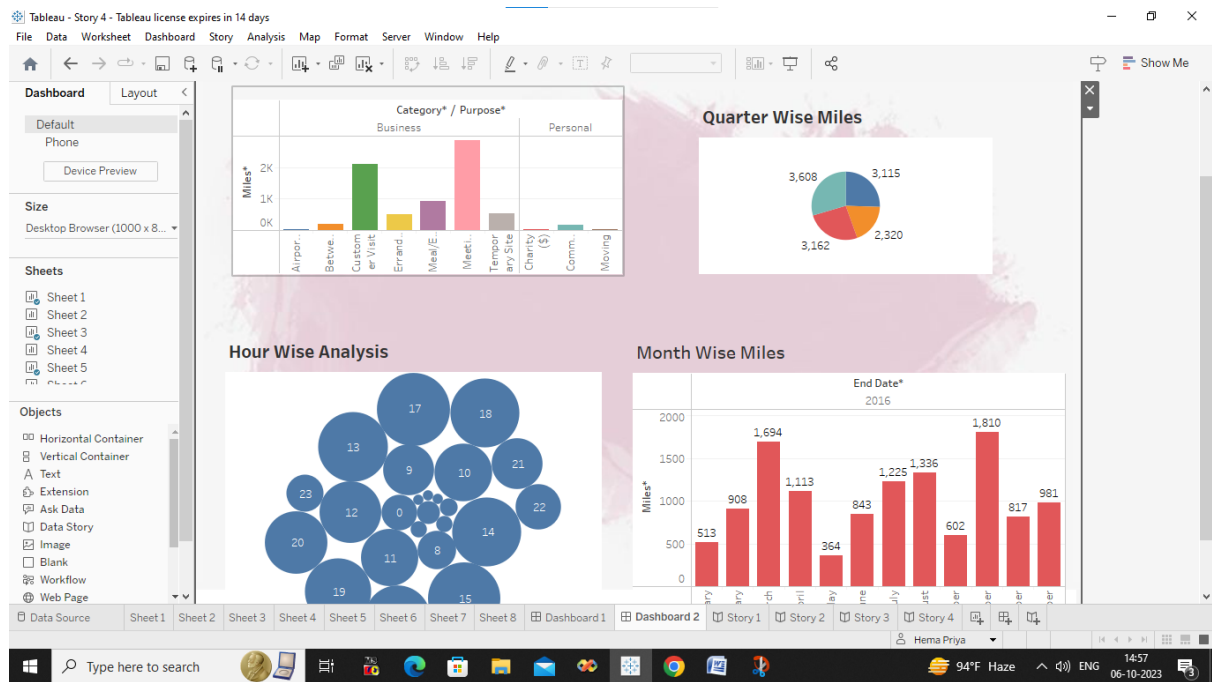 Tableau - Story 4 - Tableau license expires in 14 days
File Data Worksheet Dashboard Story Analysis Map Format Server Window Help
Show Me
Dashboard Layout
Default
Phone
Device Preview
Size
Desktop Browser (1000 x 8...
Sheets
Sheet 1
Sheet 2
Sheet 3
Sheet 4
Sheet 5
Objects
Horizontal Container
Vertical Container
Text
Extension
Ask Data
Data Story
Image
Blank
Workflow
Web Page
Category* / Purpose*
Business Personal
Miles*
2K
1K
0K
Airpor..
Betwe..
Custom
er Visit
Errand..
Meal/E..
Meeti..
Tempor
ary Site
Charity
($)
Comm..
Moving
Quarter Wise Miles
3,608 3,115
3,162 2,320
Hour Wise Analysis
17
18
13
9
10
21
23
12
0
22
14
20
11
8
19
15
Month Wise Miles
End Date*
2016
Miles*
2000
1500
1000
500
0
513
908
1,694
1,113
364
843
1,225
1,336
602
1,810
817
981
Data Source Sheet 1 Sheet 2 Sheet 3 Sheet 4 Sheet 5 Sheet 6 Sheet 7 Sheet 8 Dashboard 1 Dashboard 2 Story 1 Story 2 Story 3 Story 4
Hema Priya
Type here to search
94°F Haze
ENG
14:57
06-10-2023
3